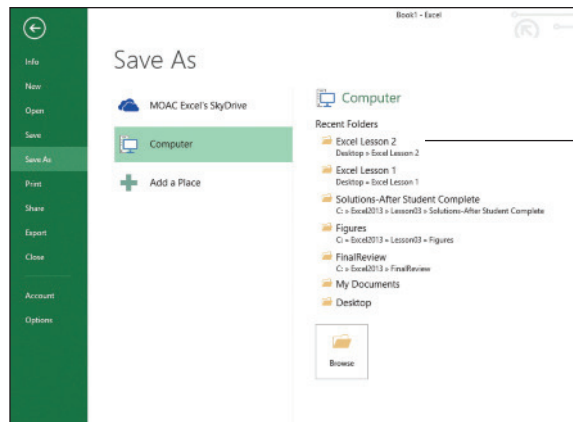 Book1 - Excel
Info
New
Open
Save
Save As
Print
Share
Export
Close
Account
Options
Save As
MOAC Excel's SkyDrive
Computer
Add a Place
Computer
Recent Folders
Excel Lesson 2
Desktop » Excel Lesson 2
Excel Lesson 1
Desktop » Excel Lesson 1
Solutions-After Student Complete
C: » Excel2013 » Lesson03 » Solutions-After Student Complete
Figures
C: » Excel2013 » Lesson03 » Figures
FinalReview
C: » Excel2013 » FinalReview
My Documents
Desktop
Browse